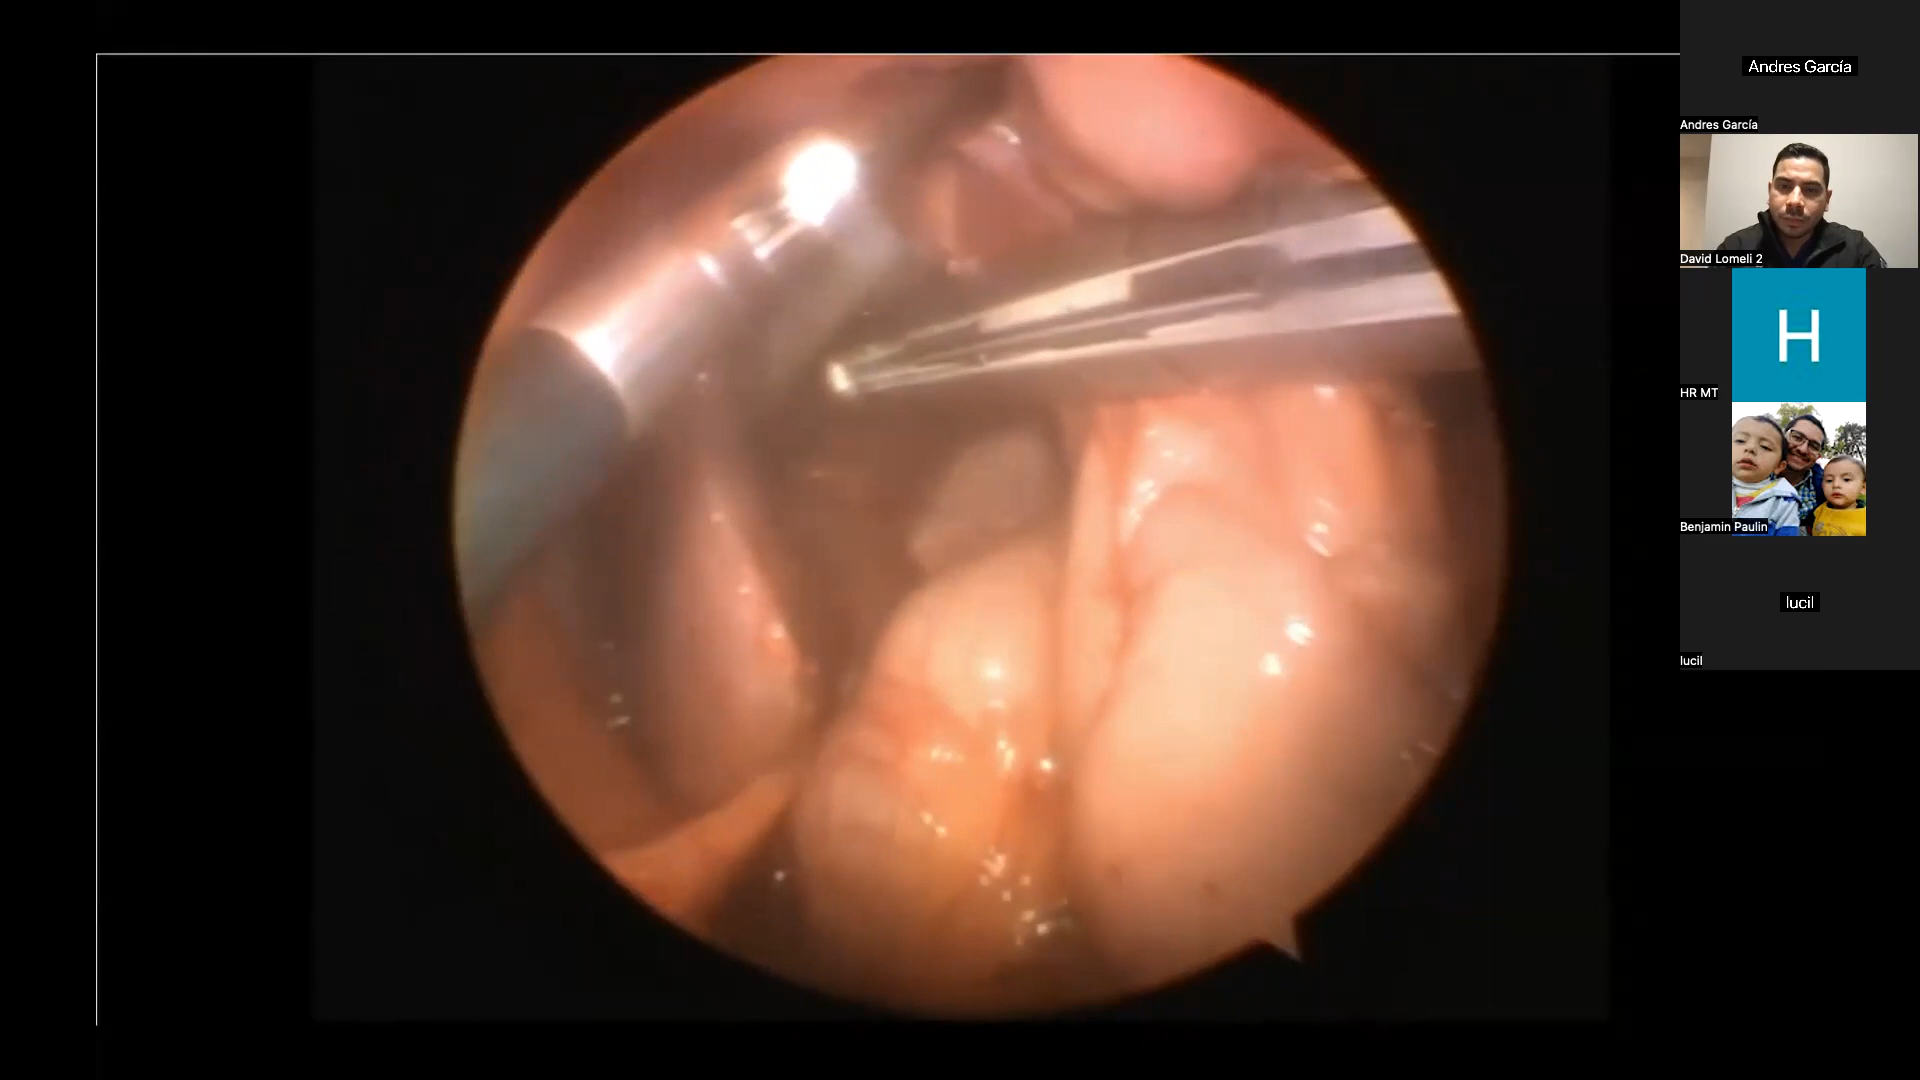 Andres García
Andres García
David Lomeli 2
H
HR MT
Benjamin Paulin
lucil
lucil